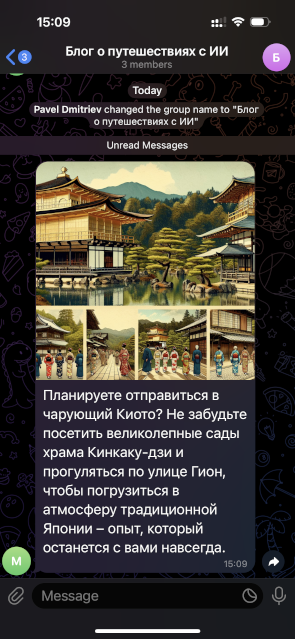 15:09
3
Блог о путешествиях с ИИ
3 members
Б
Today
Pavel Dmitriev changed the group name to "Блог
о путешествиях с ИИ"
Unread Messages
Планируете отправиться в
чарующий Киото? Не забудьте
посетить великолепные сады
храма Кинкаку-дзи и
прогуляться по улице Гион,
чтобы погрузиться в
атмосферу традиционной
Японии – опыт, который
останется с вами навсегда.
15:09
М
Message